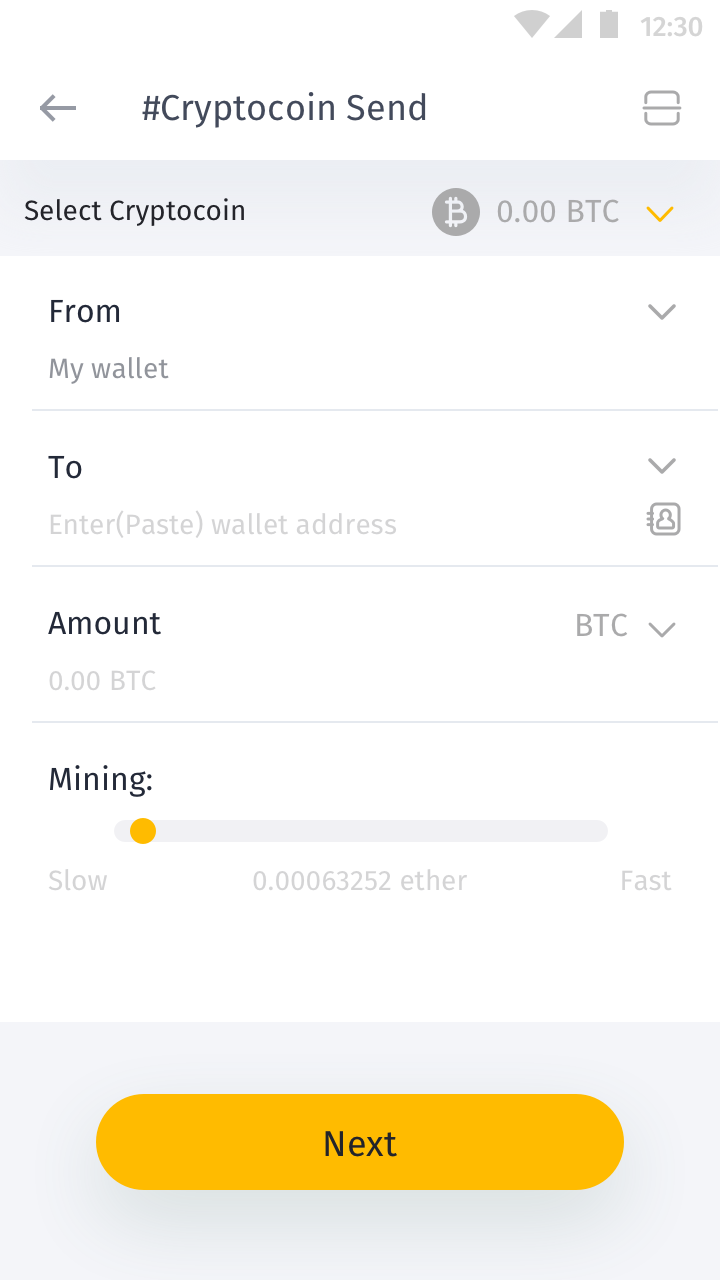 12:30
#Cryptocoin Send
Select Cryptocoin 0.00 BTC
From
My wallet
To
Enter(Paste) wallet address
Amount BTC
0.00 BTC
Mining:
Slow 0.00063252 ether Fast
Next